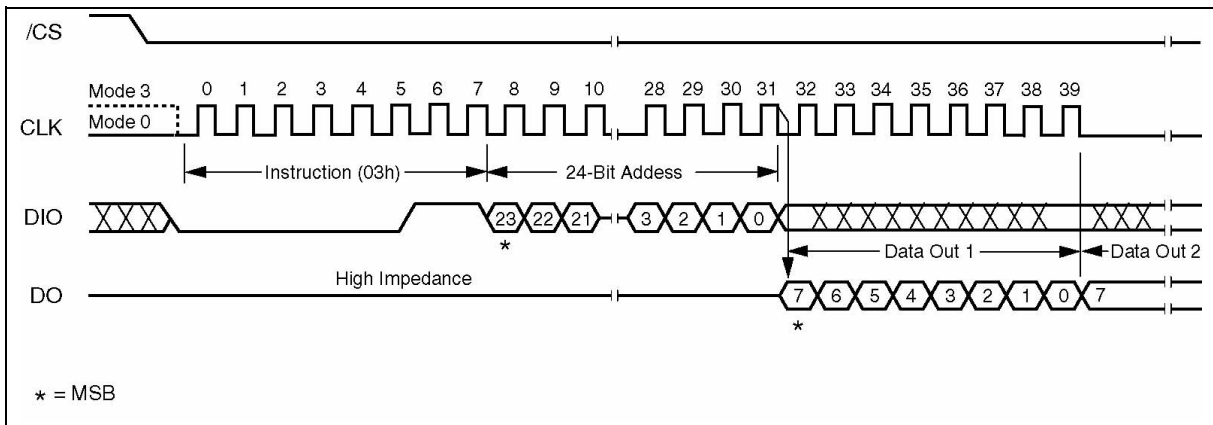 /CS
Mode 3
0 1 2 3 4 5 6 7 8 9 10 28 29 30 31 32 33 34 35 36 37 38 39
CLK
Mode 0
Instruction (03h)
24-Bit Addess
DIO
23 22 21 3 2 1 0
*
Data Out 1
Data Out 2
High Impedance
DO
7 6 5 4 3 2 1 0 7
*
* = MSB